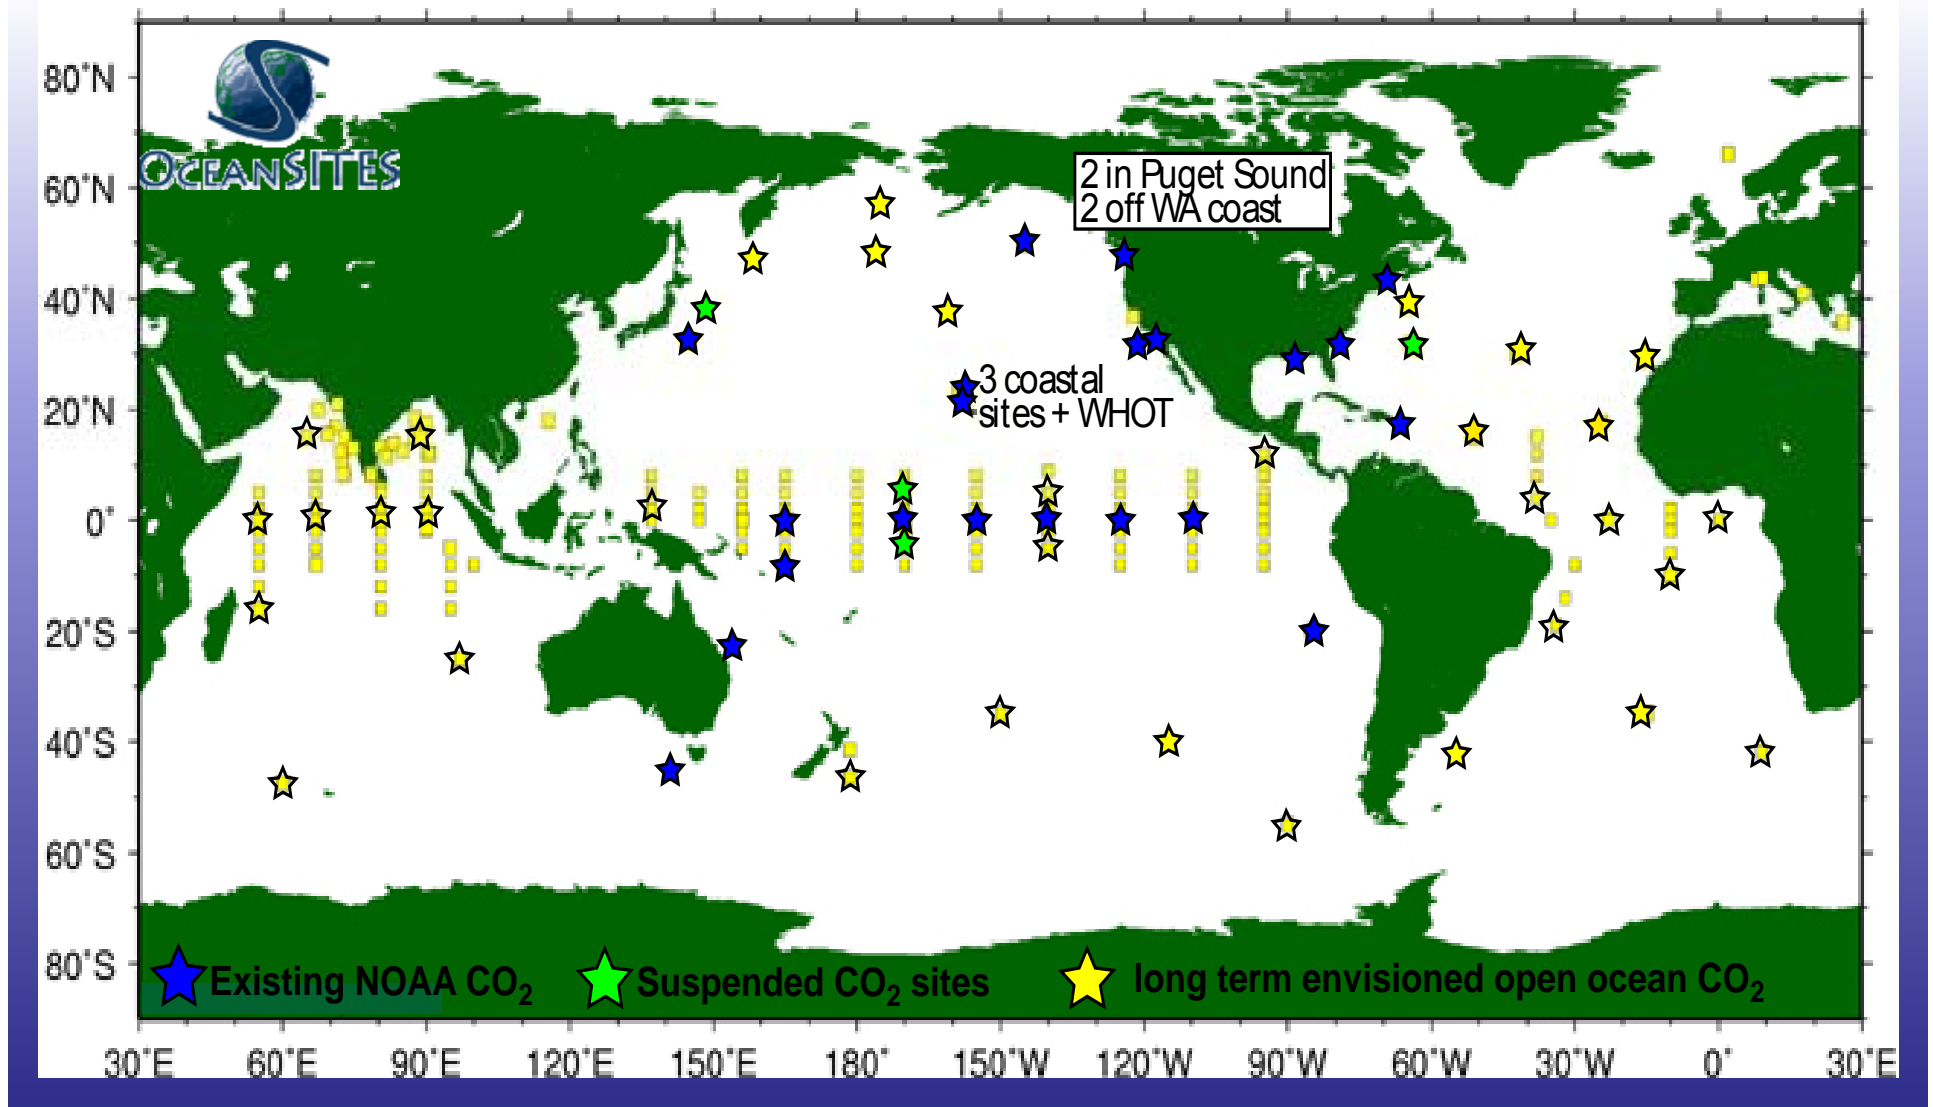 80°N
60°N
40°N
20°N
0°
20°S
40°S
60°S
80°S
OCEANSITES
2 in Puget Sound
2 off WA coast
3 coastal
sites + WHOT
Existing NOAA CO₂
Suspended CO₂ sites
long term envisioned open ocean CO₂
30°E 60°E 90°E 120°E 150°E 180° 150°W 120°W 90°W 60°W 30°W 0° 30°E